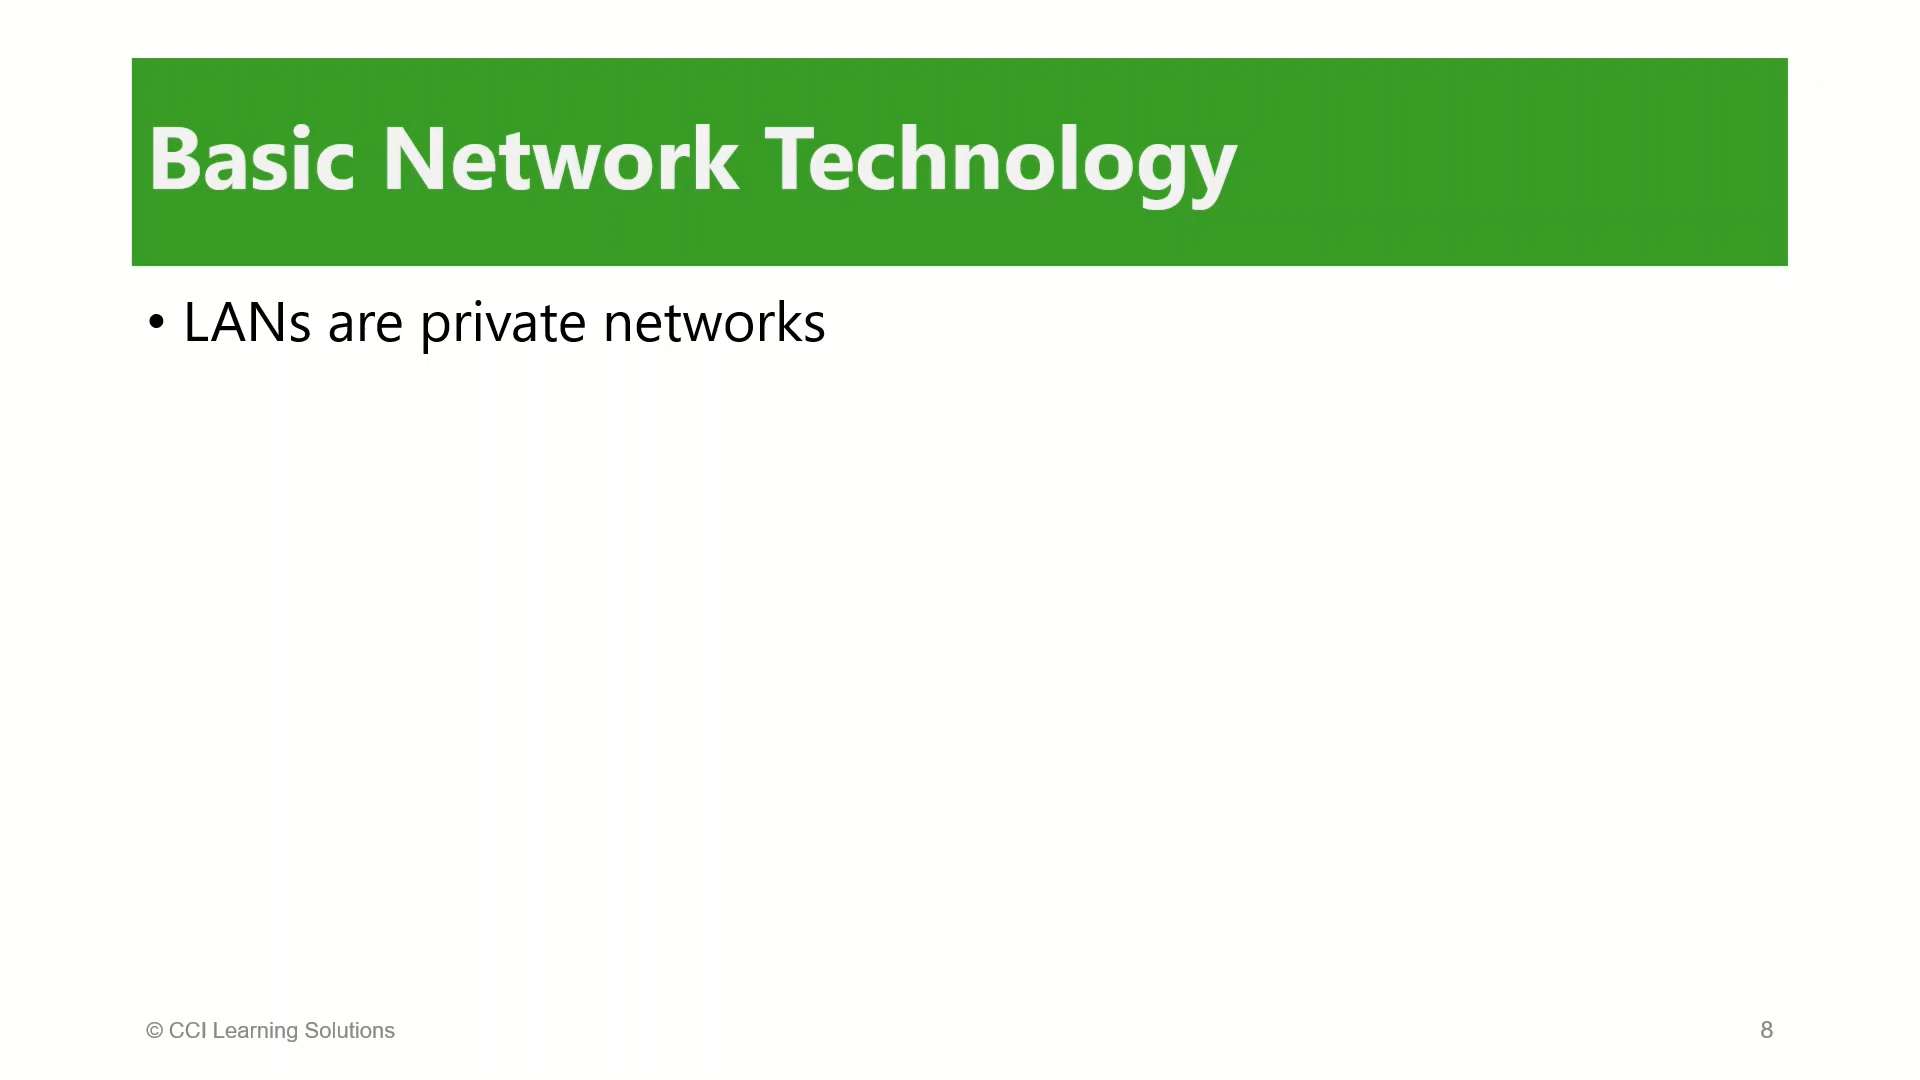 Basic Network Technology
• LANs are private networks
© CCI Learning Solutions
8